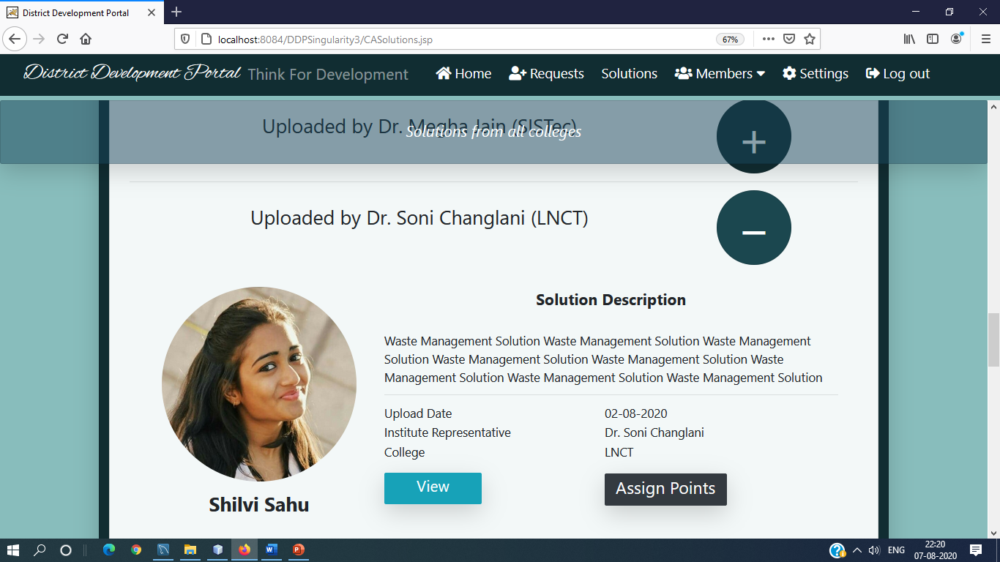 District Development Portal
localhost:8084/DDPSingularity3/CASolutions.jsp
67%
District Development Portal Think For Development Home Requests Solutions Members Settings Log out
Uploaded by Dr. Megha Jain (SISTec)
Solutions from all colleges
+
Uploaded by Dr. Soni Changlani (LNCT)
–
Solution Description
Waste Management Solution Waste Management Solution Waste Management
Solution Waste Management Solution Waste Management Solution Waste
Management Solution Waste Management Solution Waste Management Solution
Upload Date 02-08-2020
Institute Representative Dr. Soni Changlani
College LNCT
View Assign Points
Shilvi Sahu
ENG
22:20
07-08-2020